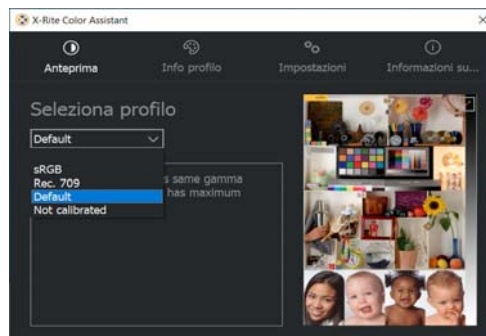 X-Rite Color Assistant
Anteprima
Info profilo
Impostazioni
Informazioni su...
Seleziona profilo
Default
sRGB
Rec. 709
Default
Not calibrated
s same gamma
has maximum